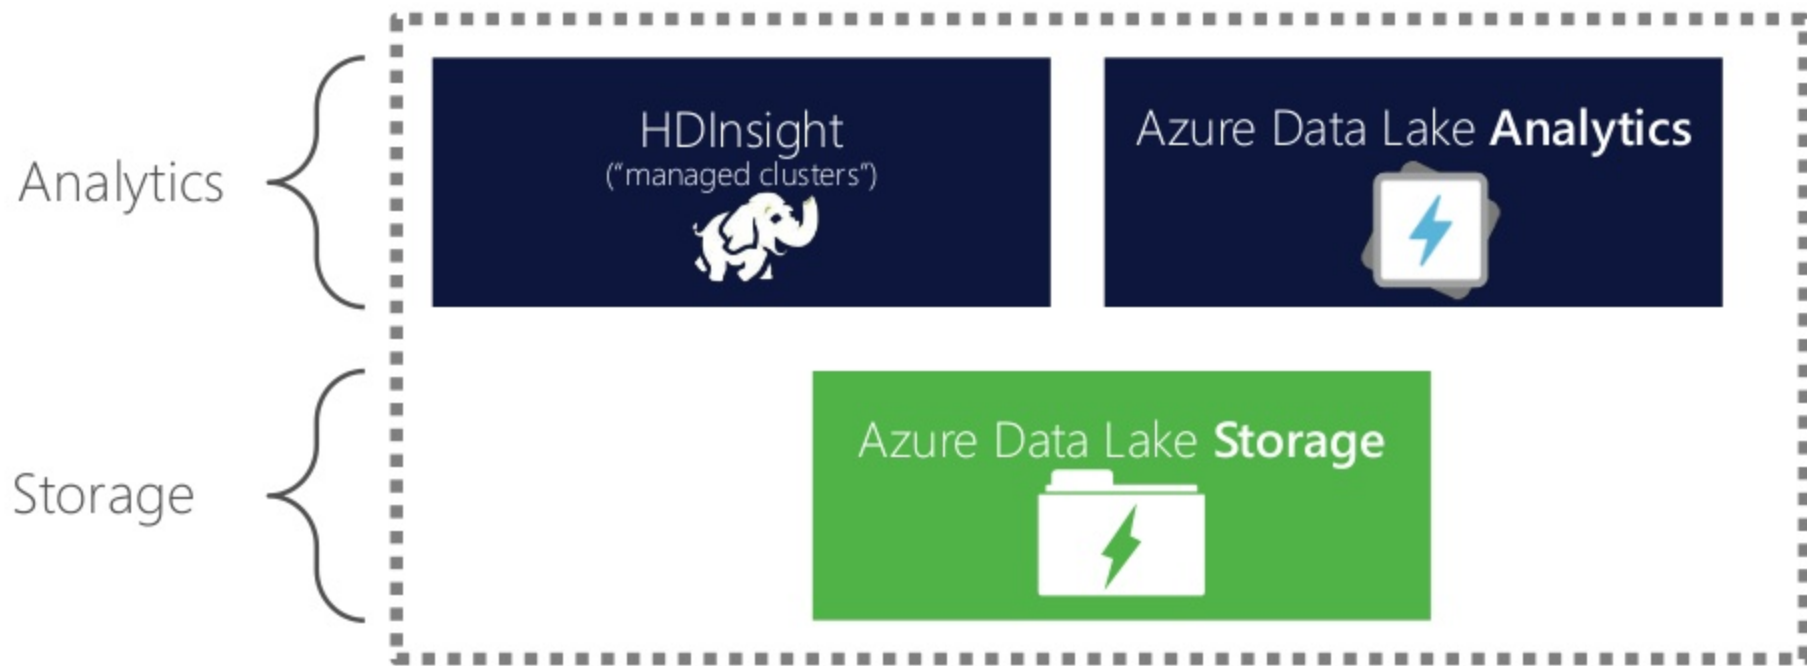 Analytics
HDInsight
(“managed clusters”)
Azure Data Lake Analytics
Storage
Azure Data Lake Storage